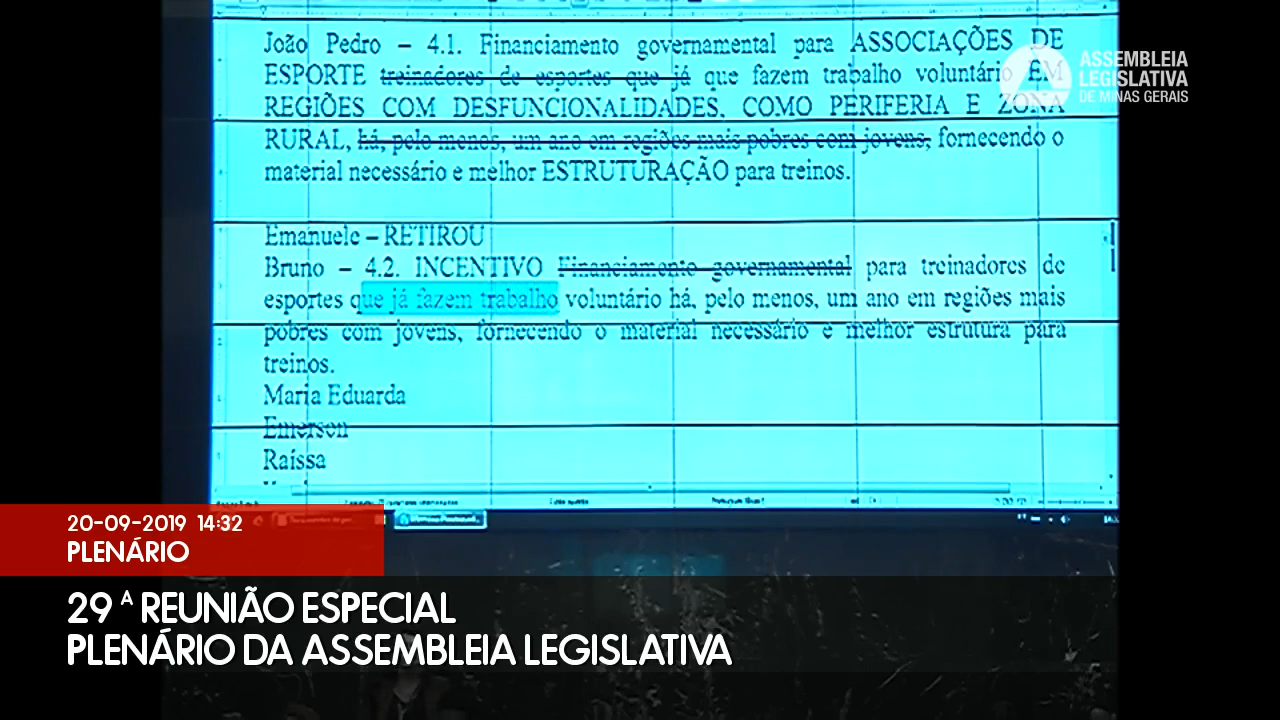 João Pedro – 4.1. Financiamento governamental para ASSOCIAÇÕES DE
ESPORTE treinadores de esportes que já que fazem trabalho voluntário EM
REGIÕES COM DESFUNCIONALIDADES, COMO PERIFERIA E ZONA
RURAL, há, pelo menos, um ano em regiões mais pobres com jovens, fornecendo o
material necessário e melhor ESTRUTURAÇÃO para treinos.
Emanuele – RETIROU
Bruno – 4.2. INCENTIVO Financiamento governamental para treinadores de
esportes que já fazem trabalho voluntário há, pelo menos, um ano em regiões mais
pobres com jovens, fornecendo o material necessário e melhor estrutura para
treinos.
Maria Eduarda
Emerson
Raíssa
ASSEMBLEIA
LEGISLATIVA
DE MINAS GERAIS
20-09-2019 14:32
PLENÁRIO
29ª REUNIÃO ESPECIAL
PLENÁRIO DA ASSEMBLEIA LEGISLATIVA